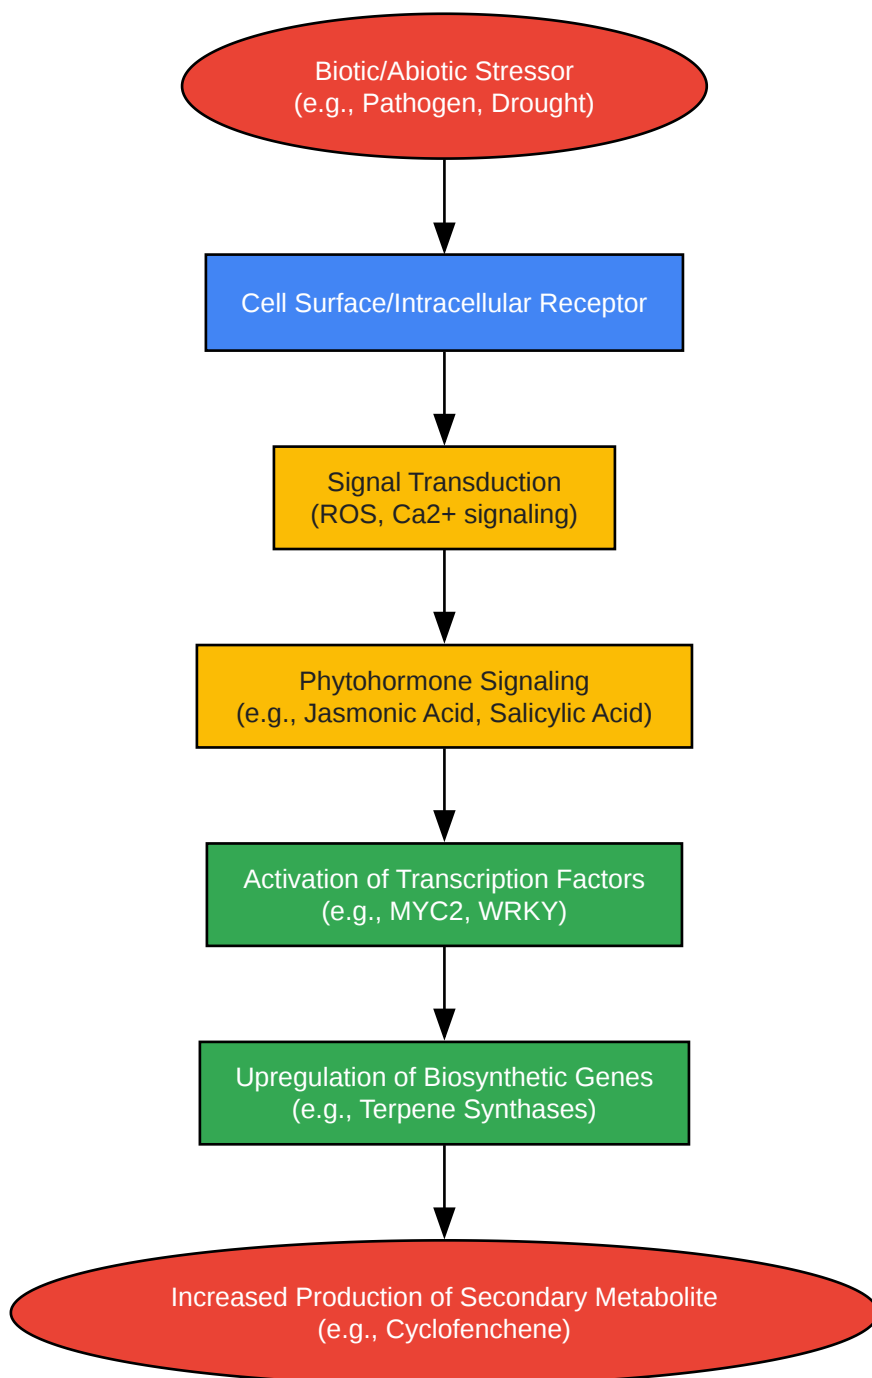 Biotic/Abiotic Stressor
(e.g., Pathogen, Drought)
Cell Surface/Intracellular Receptor
Signal Transduction
(ROS, Ca2+ signaling)
Phytohormone Signaling
(e.g., Jasmonic Acid, Salicylic Acid)
Activation of Transcription Factors
(e.g., MYC2, WRKY)
Upregulation of Biosynthetic Genes
(e.g., Terpene Synthases)
Increased Production of Secondary Metabolite
(e.g., Cyclofenchene)